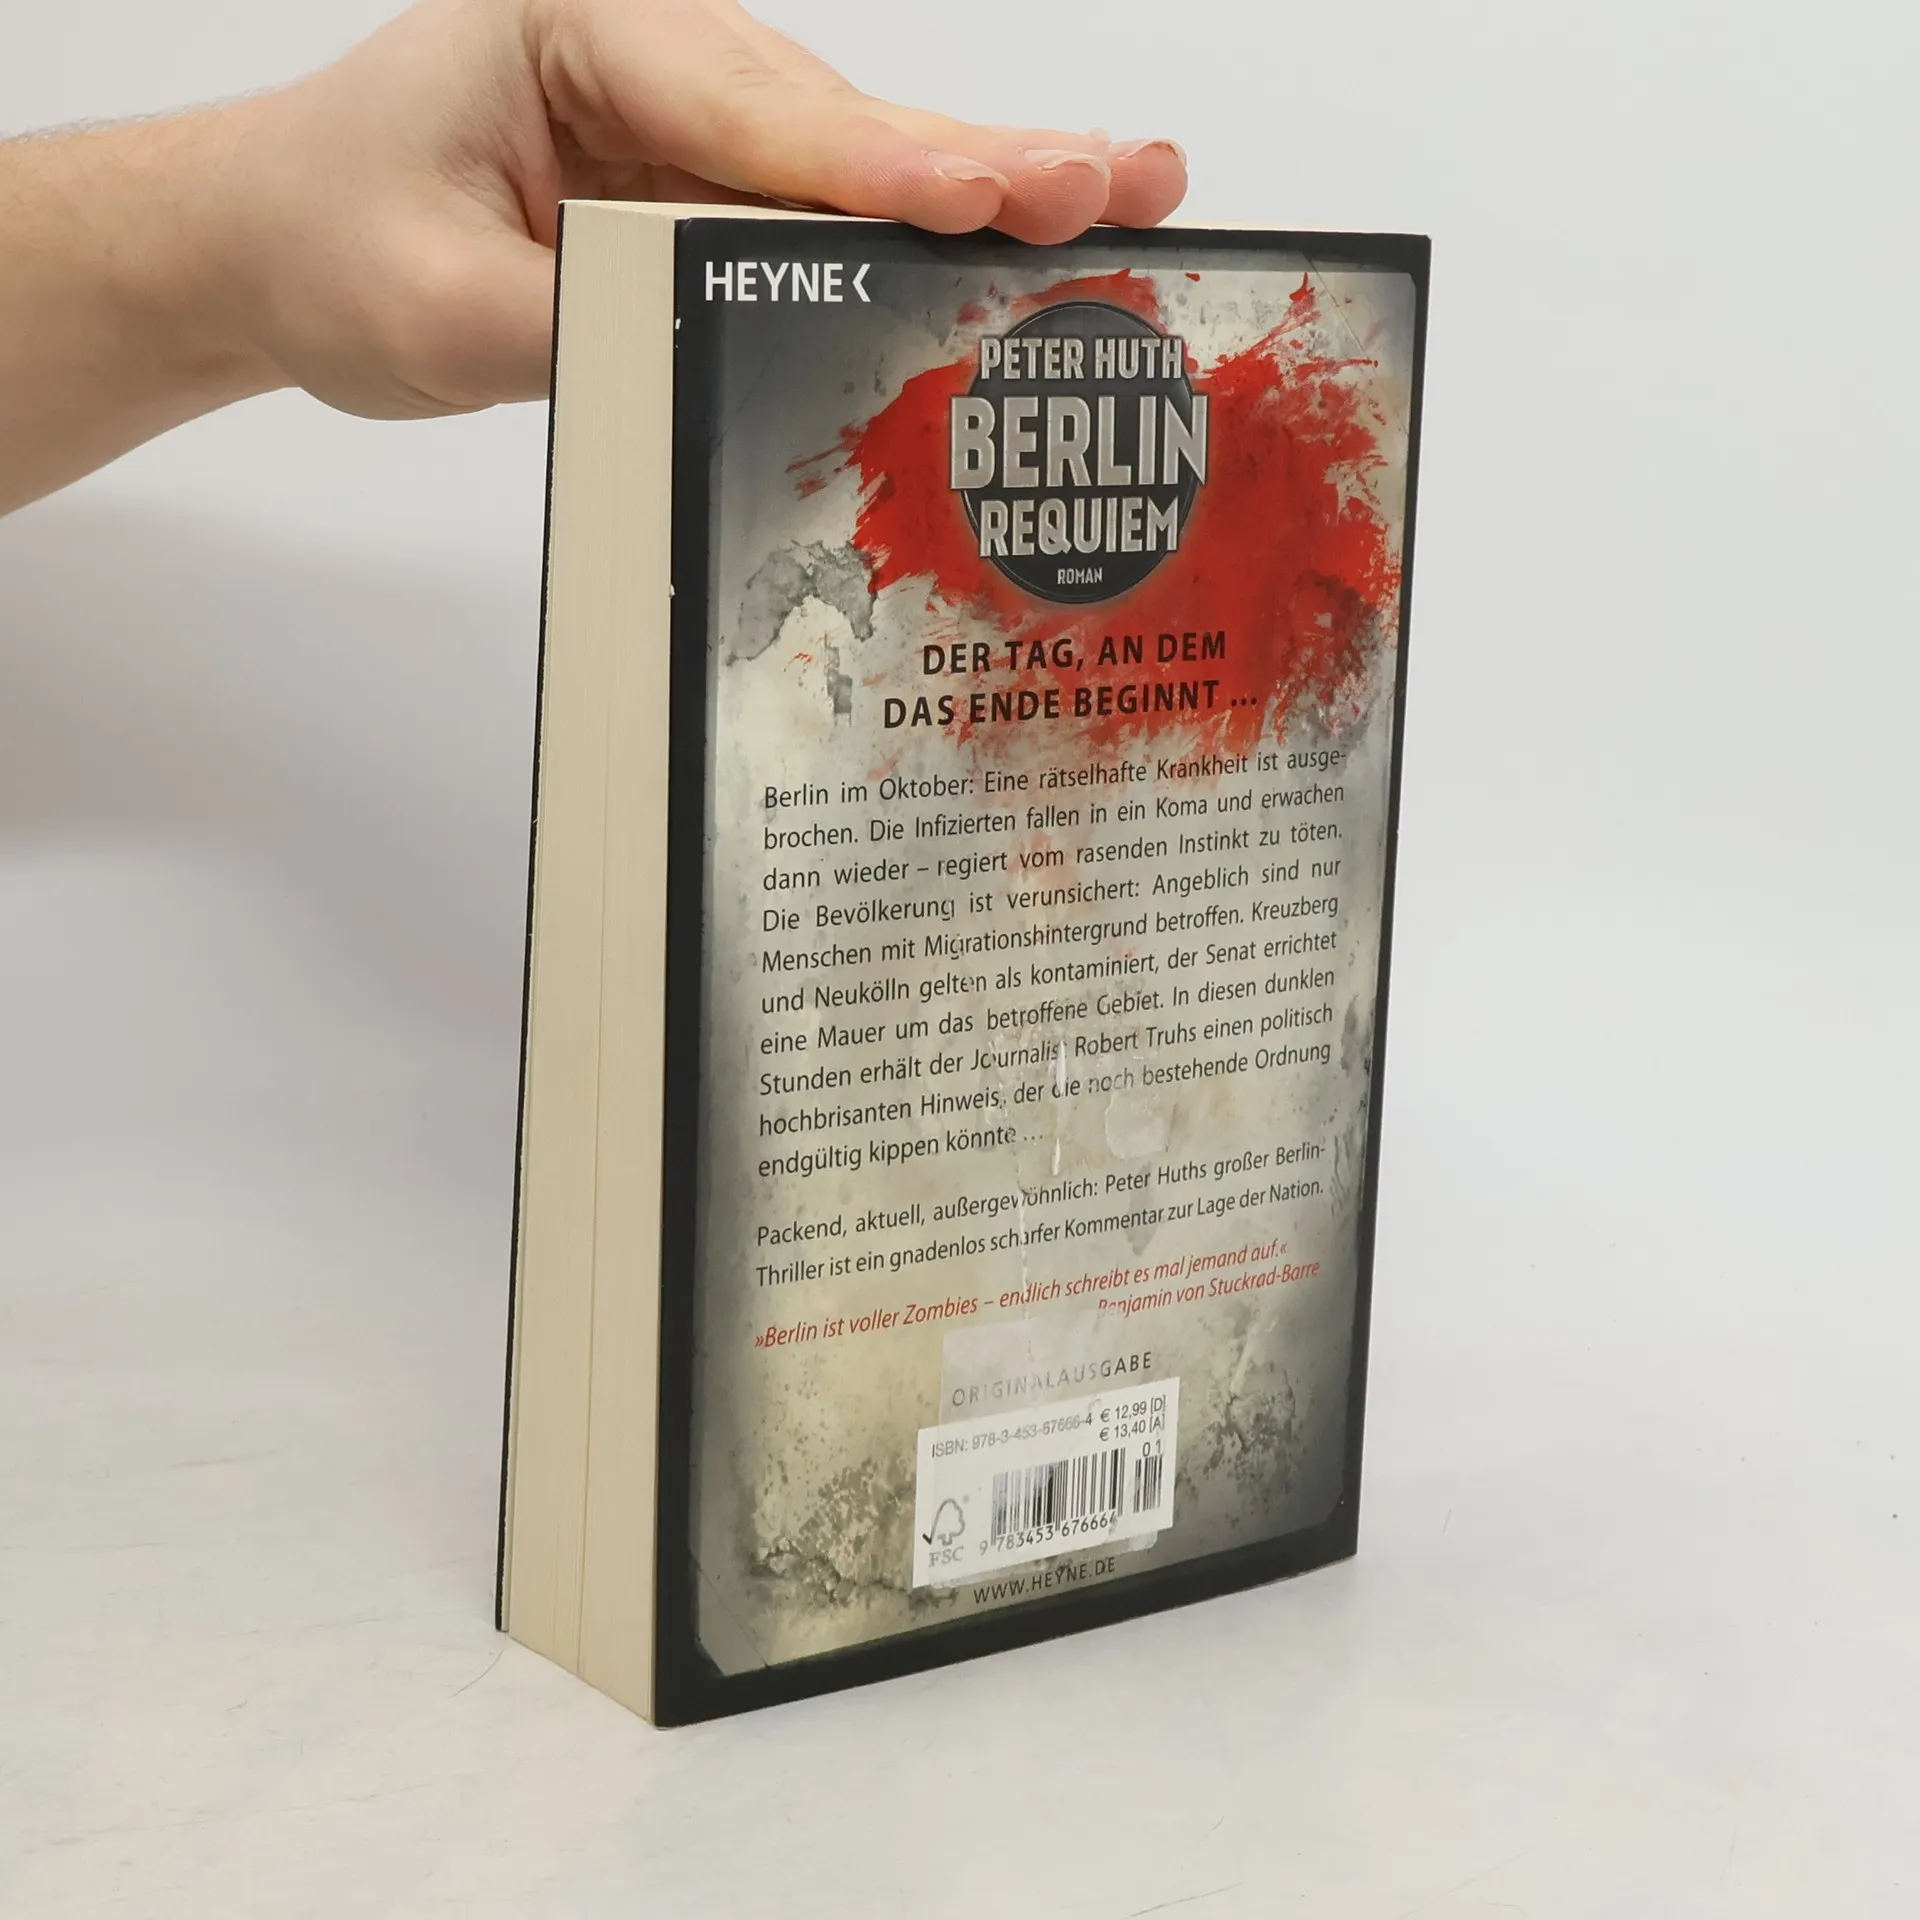 HEYNE<
PETER HUTH
BERLIN
REQUIEM
ROMAN
DER TAG, AN DEM
DAS ENDE BEGINNT ...
Berlin im Oktober: Eine rätselhafte Krankheit ist ausge-
brochen. Die Infizierten fallen in ein Koma und erwachen
dann wieder – regiert vom rasenden Instinkt zu töten.
Die Bevölkerung ist verunsichert: Angeblich sind nur
Menschen mit Migrationshintergrund betroffen. Kreuzberg
und Neukölln gelten als kontaminiert, der Senat errichtet
eine Mauer um das betroffene Gebiet. In diesen dunklen
Stunden erhält der Journalist Robert Truhs einen politisch
hochbrisanten Hinweis, der die noch bestehende Ordnung
endgültig kippen könnte ...
Packend, aktuell, außergewöhnlich: Peter Huths großer Berlin-
Thriller ist ein gnadenlos scharfer Kommentar zur Lage der Nation.
»Berlin ist voller Zombies – endlich schreibt es mal jemand auf.«
Benjamin von Stuckrad-Barre
ORIGINALAUSGABE
ISBN: 978-3-453-67666-4 € 12,99 [D]
€ 13,40 [A]
01
FSC
9 783453 676664
WWW.HEYNE.DE